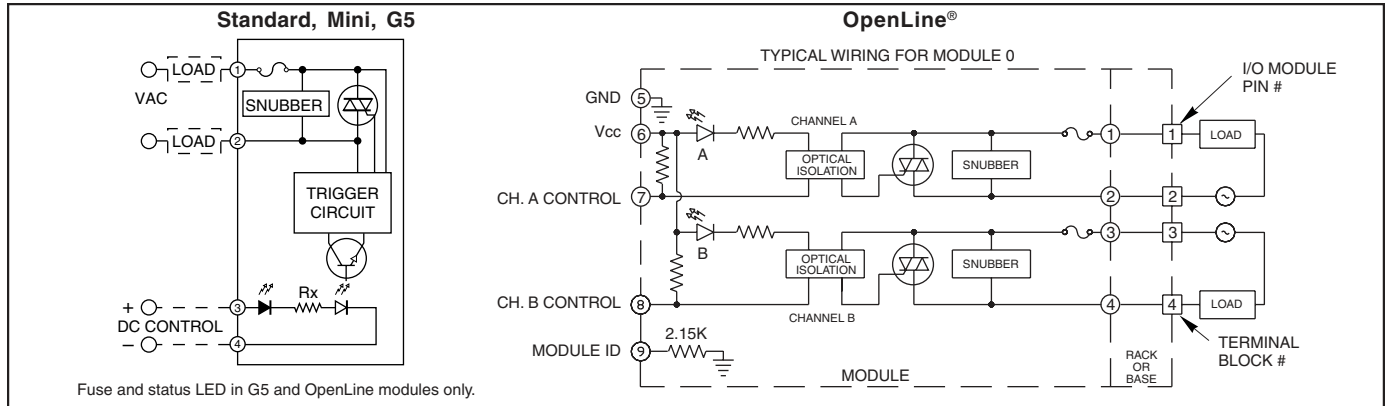 Standard, Mini, G5
LOAD
1
VAC
SNUBBER
LOAD
2
TRIGGER
CIRCUIT
Rx
+
3
DC CONTROL
–
4
Fuse and status LED in G5 and OpenLine modules only.
OpenLine®
TYPICAL WIRING FOR MODULE 0
I/O MODULE
PIN #
GND
5
Vcc
6
A
CHANNEL A
OPTICAL
ISOLATION
SNUBBER
1
1
LOAD
CH. A CONTROL
7
2
2
~
B
OPTICAL
ISOLATION
SNUBBER
3
3
~
CH. B CONTROL
8
CHANNEL B
4
4
LOAD
MODULE ID
9
2.15K
MODULE
RACK
OR
BASE
TERMINAL
BLOCK #